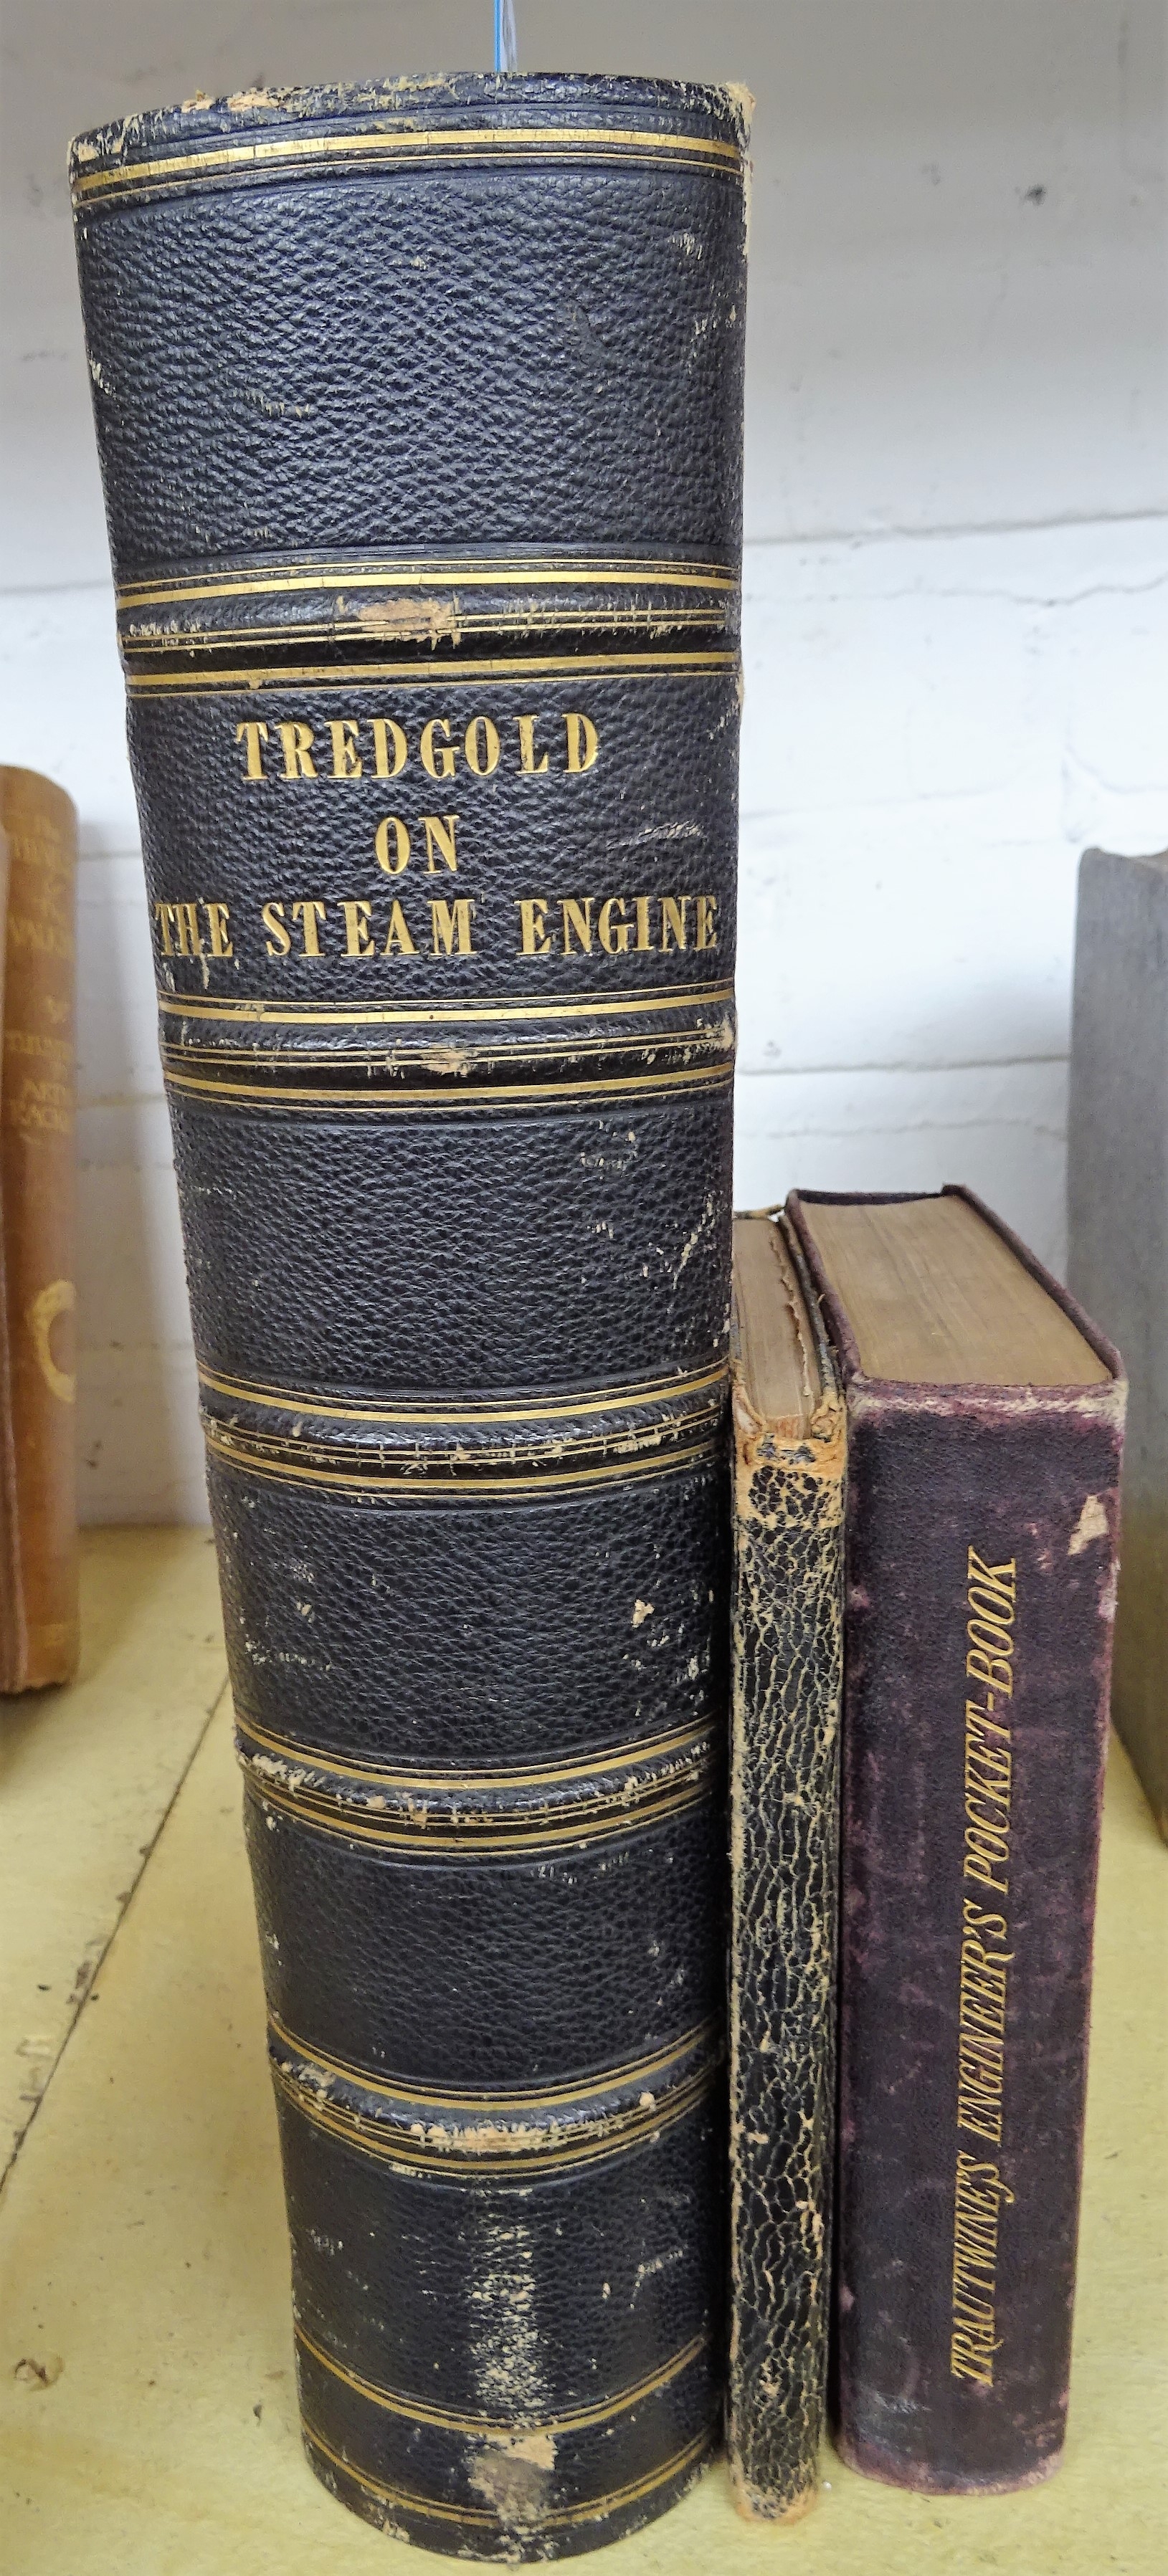 TREDGOLD
ON
THE STEAM ENGINE
TRAUTWINE'S ENGINEER'S POCKET-BOOK